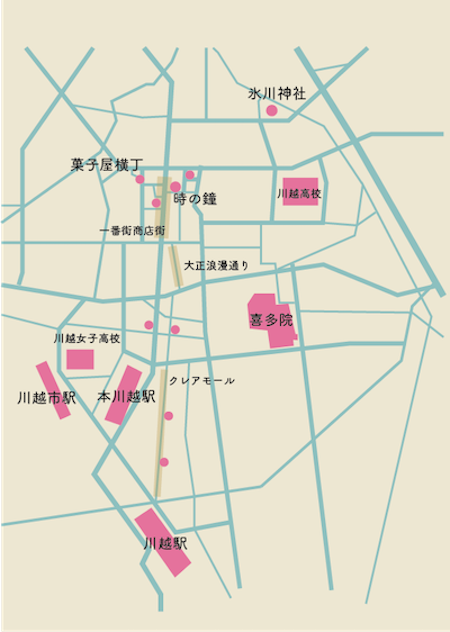 氷川神社
菓子屋横丁
川越高校
時の鐘
一番街商店街
大正浪漫通り
喜多院
川越女子高校
クレアモール
川越市駅
本川越駅
川越駅